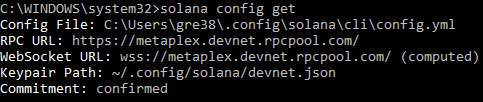 C:\WINDOWS\system32>solana config get
Config File: C:\Users\gre38\.config\solana\cli\config.yml
RPC URL: https://metaplex.devnet.rpcpool.com/
WebSocket URL: wss://metaplex.devnet.rpcpool.com/ (computed)
Keypair Path: ~/.config/solana/devnet.json
Commitment: confirmed